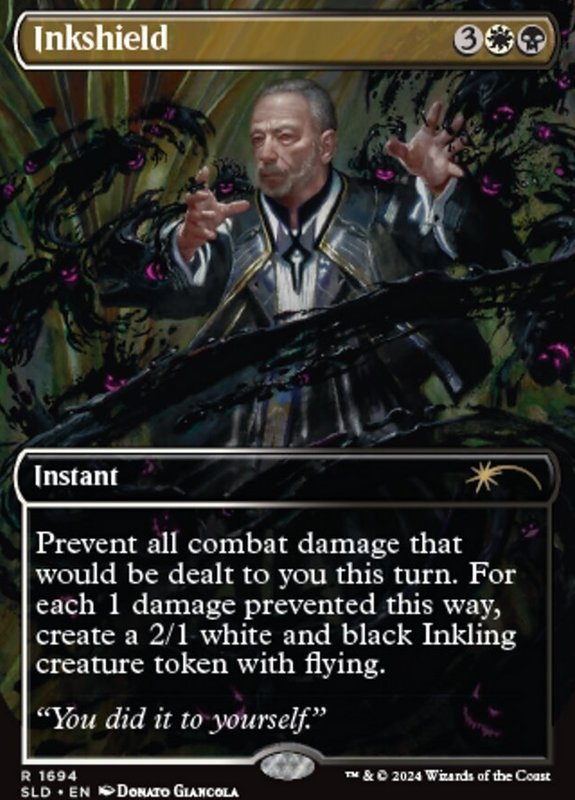 Inkshield 3
Instant
Prevent all combat damage that
would be dealt to you this turn. For
each 1 damage prevented this way,
create a 2/1 white and black Inkling
creature token with flying.
“You did it to yourself.”
R 1694
SLD • EN Donato Giancola
™ & © 2024 Wizards of the Coast